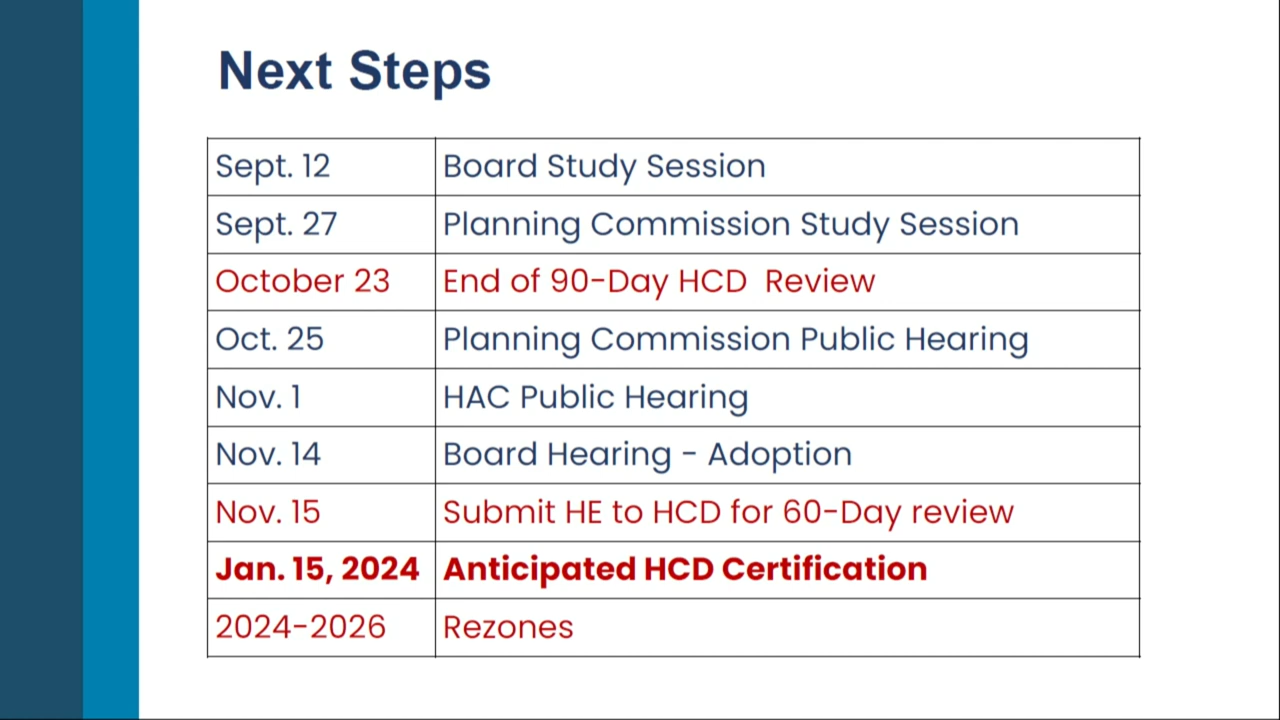 Next Steps
Sept. 12 Board Study Session
Sept. 27 Planning Commission Study Session
October 23 End of 90-Day HCD  Review
Oct. 25 Planning Commission Public Hearing
Nov. 1 HAC Public Hearing
Nov. 14 Board Hearing - Adoption
Nov. 15 Submit HE to HCD for 60-Day review
Jan. 15, 2024 Anticipated HCD Certification
2024-2026 Rezones